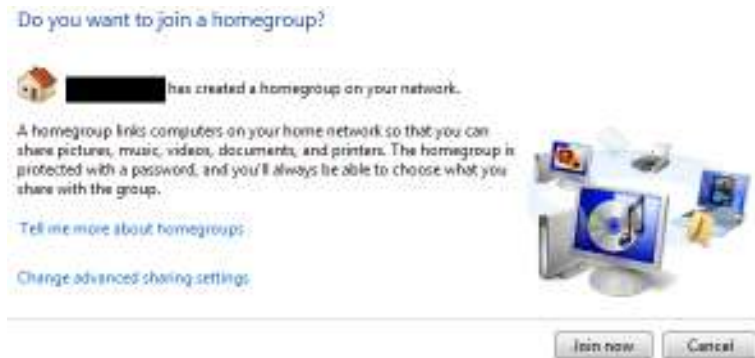 Do you want to join a homegroup?
has created a homegroup on your network.
A homegroup links computers on your home network so that you can
share pictures, music, videos, documents, and printers. The homegroup is
protected with a password, and you'll always be able to choose what you
share with the group.
Tell me more about homegroups
Change advanced sharing settings
Join now
Cancel